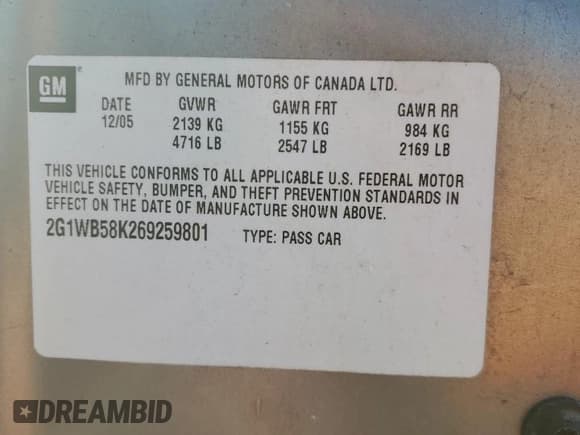 GM
MFD BY GENERAL MOTORS OF CANADA LTD.
DATE GVWR GAWR FRT GAWR RR
12/05 2139 KG 1155 KG 984 KG
4716 LB 2547 LB 2169 LB
THIS VEHICLE CONFORMS TO ALL APPLICABLE U.S. FEDERAL MOTOR
VEHICLE SAFETY, BUMPER, AND THEFT PREVENTION STANDARDS IN
EFFECT ON THE DATE OF MANUFACTURE SHOWN ABOVE.
2G1WB58K269259801 TYPE: PASS CAR
DREAMBID